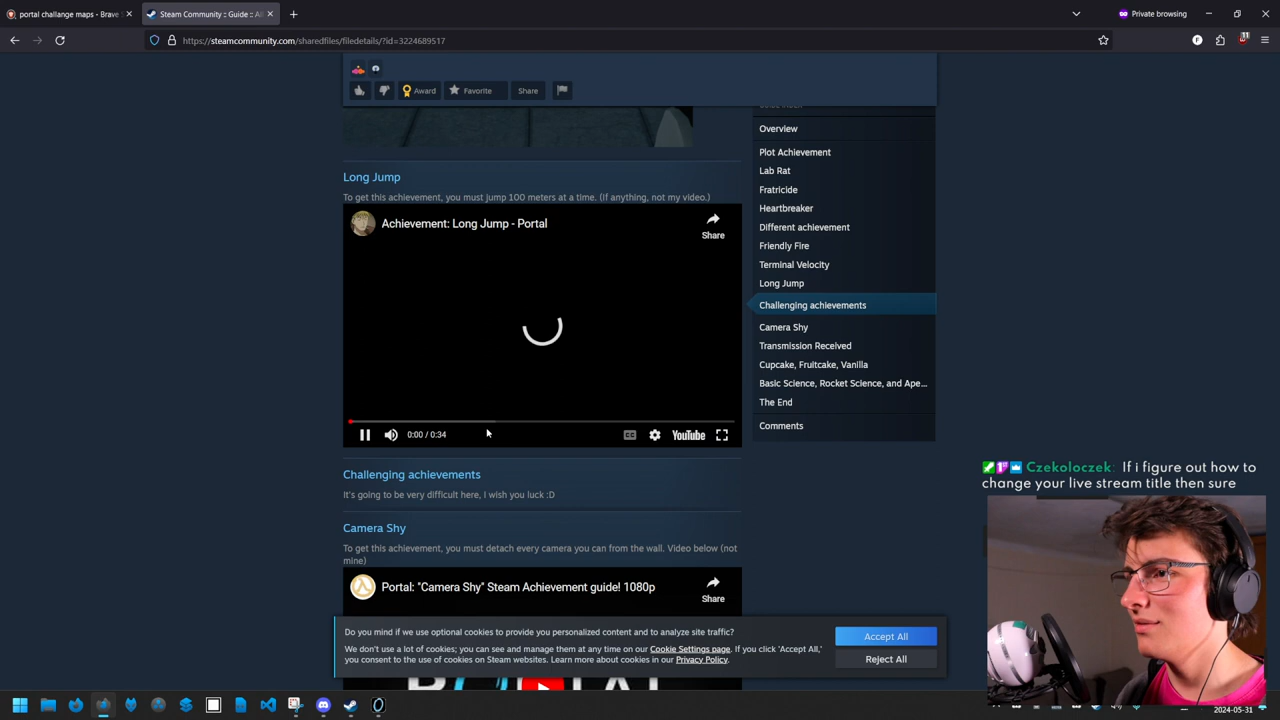 portal challange maps - Brave S
Steam Community :: Guide :: All
Private browsing
https://steamcommunity.com/sharedfiles/filedetails/?id=3224689517
Award
Favorite
Share
Overview
Plot Achievement
Lab Rat
Fratricide
Heartbreaker
Different achievement
Friendly Fire
Terminal Velocity
Long Jump
Challenging achievements
Camera Shy
Transmission Received
Cupcake, Fruitcake, Vanilla
Basic Science, Rocket Science, and Ape...
The End
Comments
Long Jump
To get this achievement, you must jump 100 meters at a time. (if anything, not my video.)
Achievement: Long Jump - Portal
Share
0:00 / 0:34
CC
YouTube
Challenging achievements
It's going to be very difficult here, I wish you luck :D
Camera Shy
To get this achievement, you must detach every camera you can from the wall. Video below (not
mine)
Portal: "Camera Shy" Steam Achievement guide! 1080p
Share
Do you mind if we use optional cookies to provide you personalized content and to analyze site traffic?
We don't use a lot of cookies; you can see and manage them at any time on our Cookie Settings page. If you click 'Accept All,'
you consent to the use of cookies on Steam websites. Learn more about cookies in our Privacy Policy.
Accept All
Reject All
Czekoloczek: If i figure out how to
change your live stream title then sure
2024-05-31